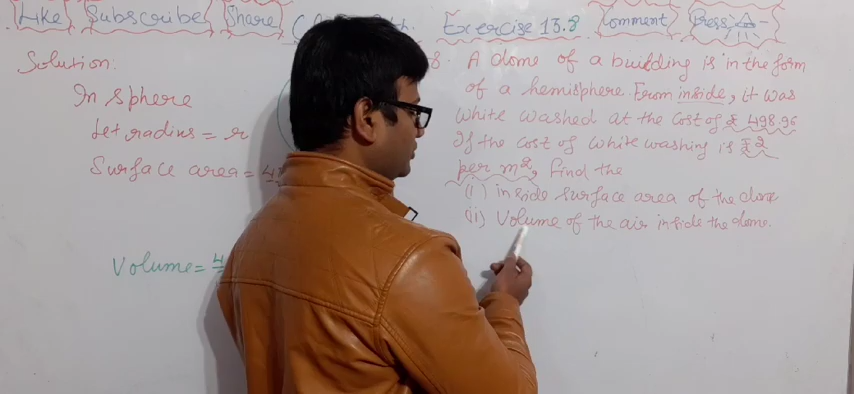 Like Subscribe Share Exercise 13.8 Comment Press
Solution:
In sphere
Let radius = r
Surface area = 4
Volume = 4
8. A dome of a building is in the form
of a hemisphere. From inside, it was
white washed at the cost of ₹ 498.96
If the cost of white washing is ₹2
per m², find the
(i) inside surface area of the dome
(ii) Volume of the air inside the dome.